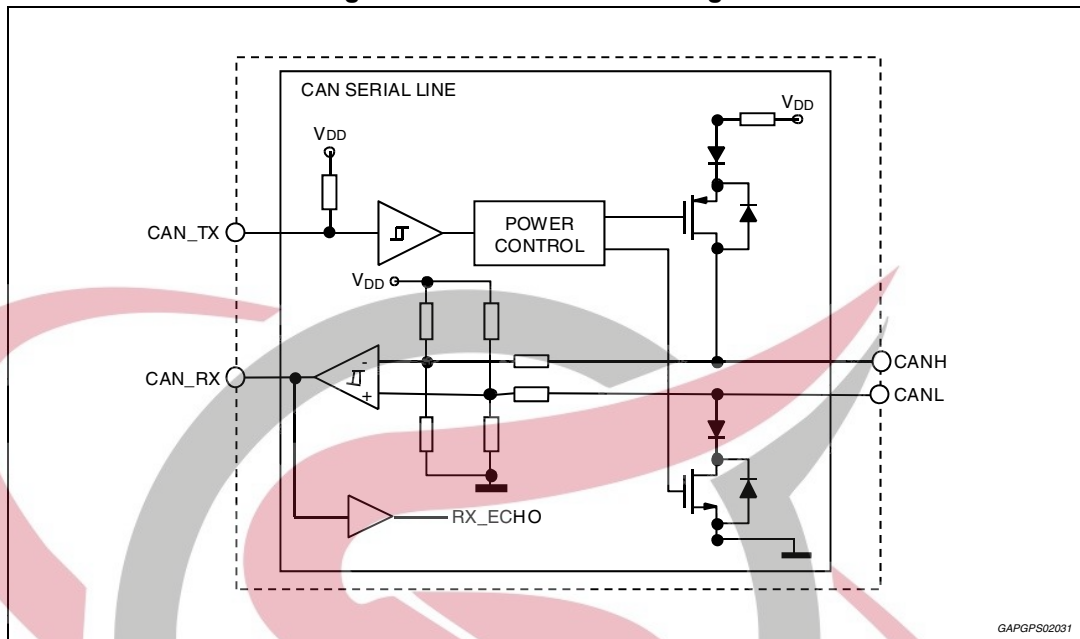 CAN SERIAL LINE
VDD
VDD
CAN_TX
POWER
CONTROL
VDD
CAN_RX
-
+
CANH
CANL
RX_ECHO
GAPGPS02031